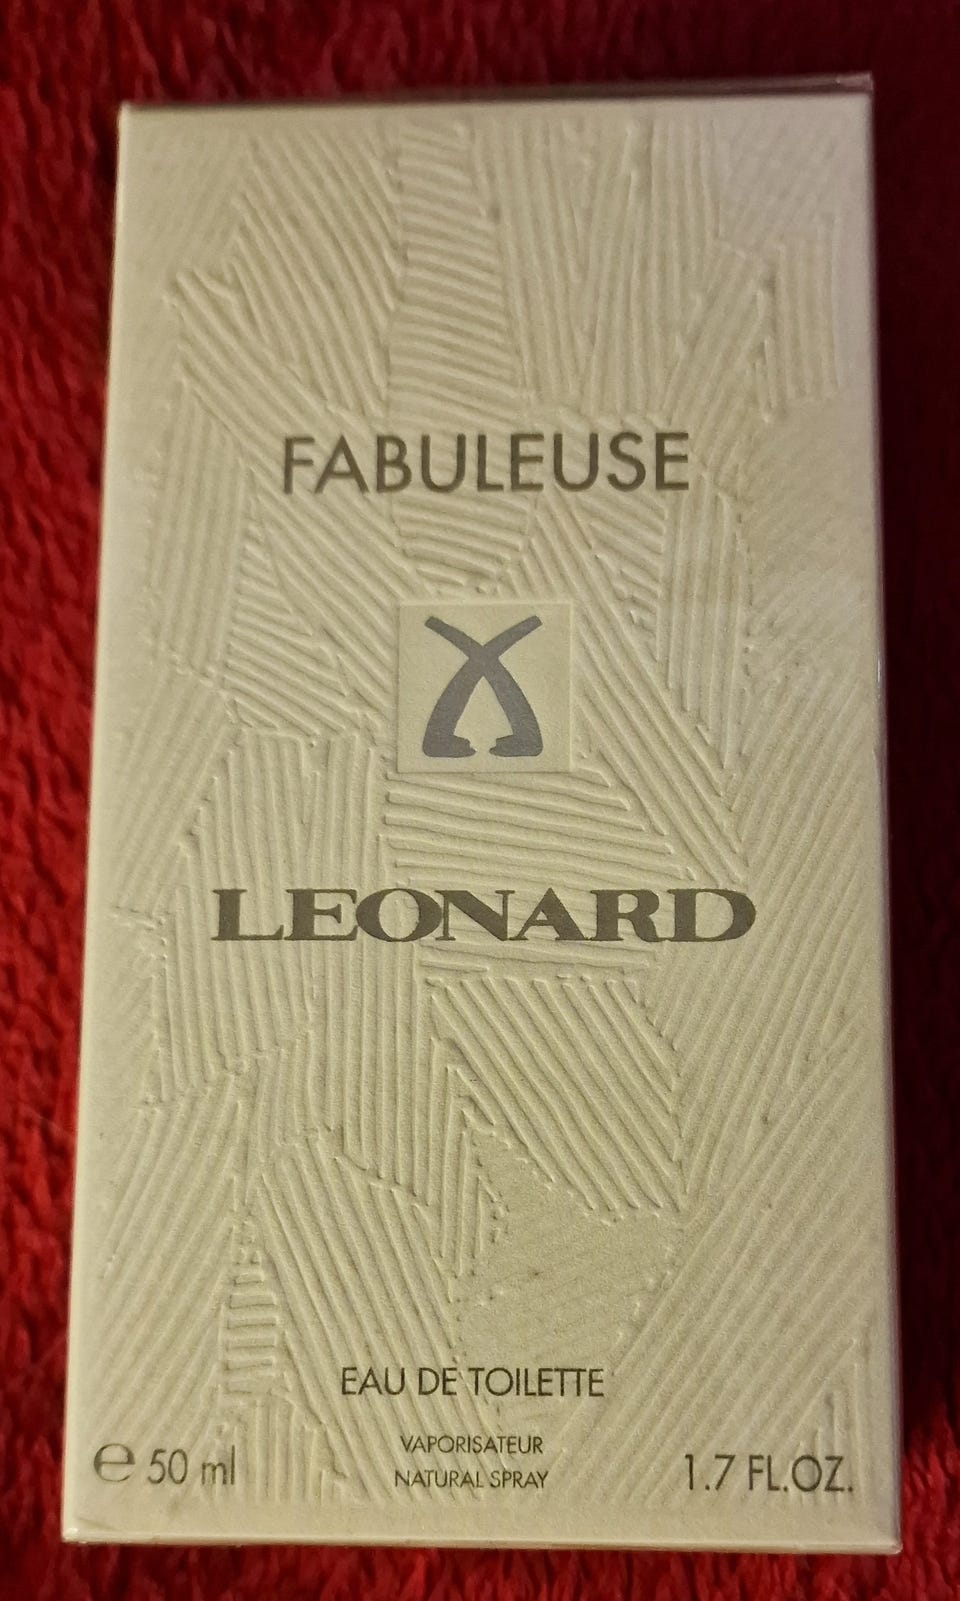 FABULEUSE
LEONARD
EAU DE TOILETTE
VAPORISATEUR
NATURAL SPRAY
℮ 50 ml
1.7 FL.OZ.